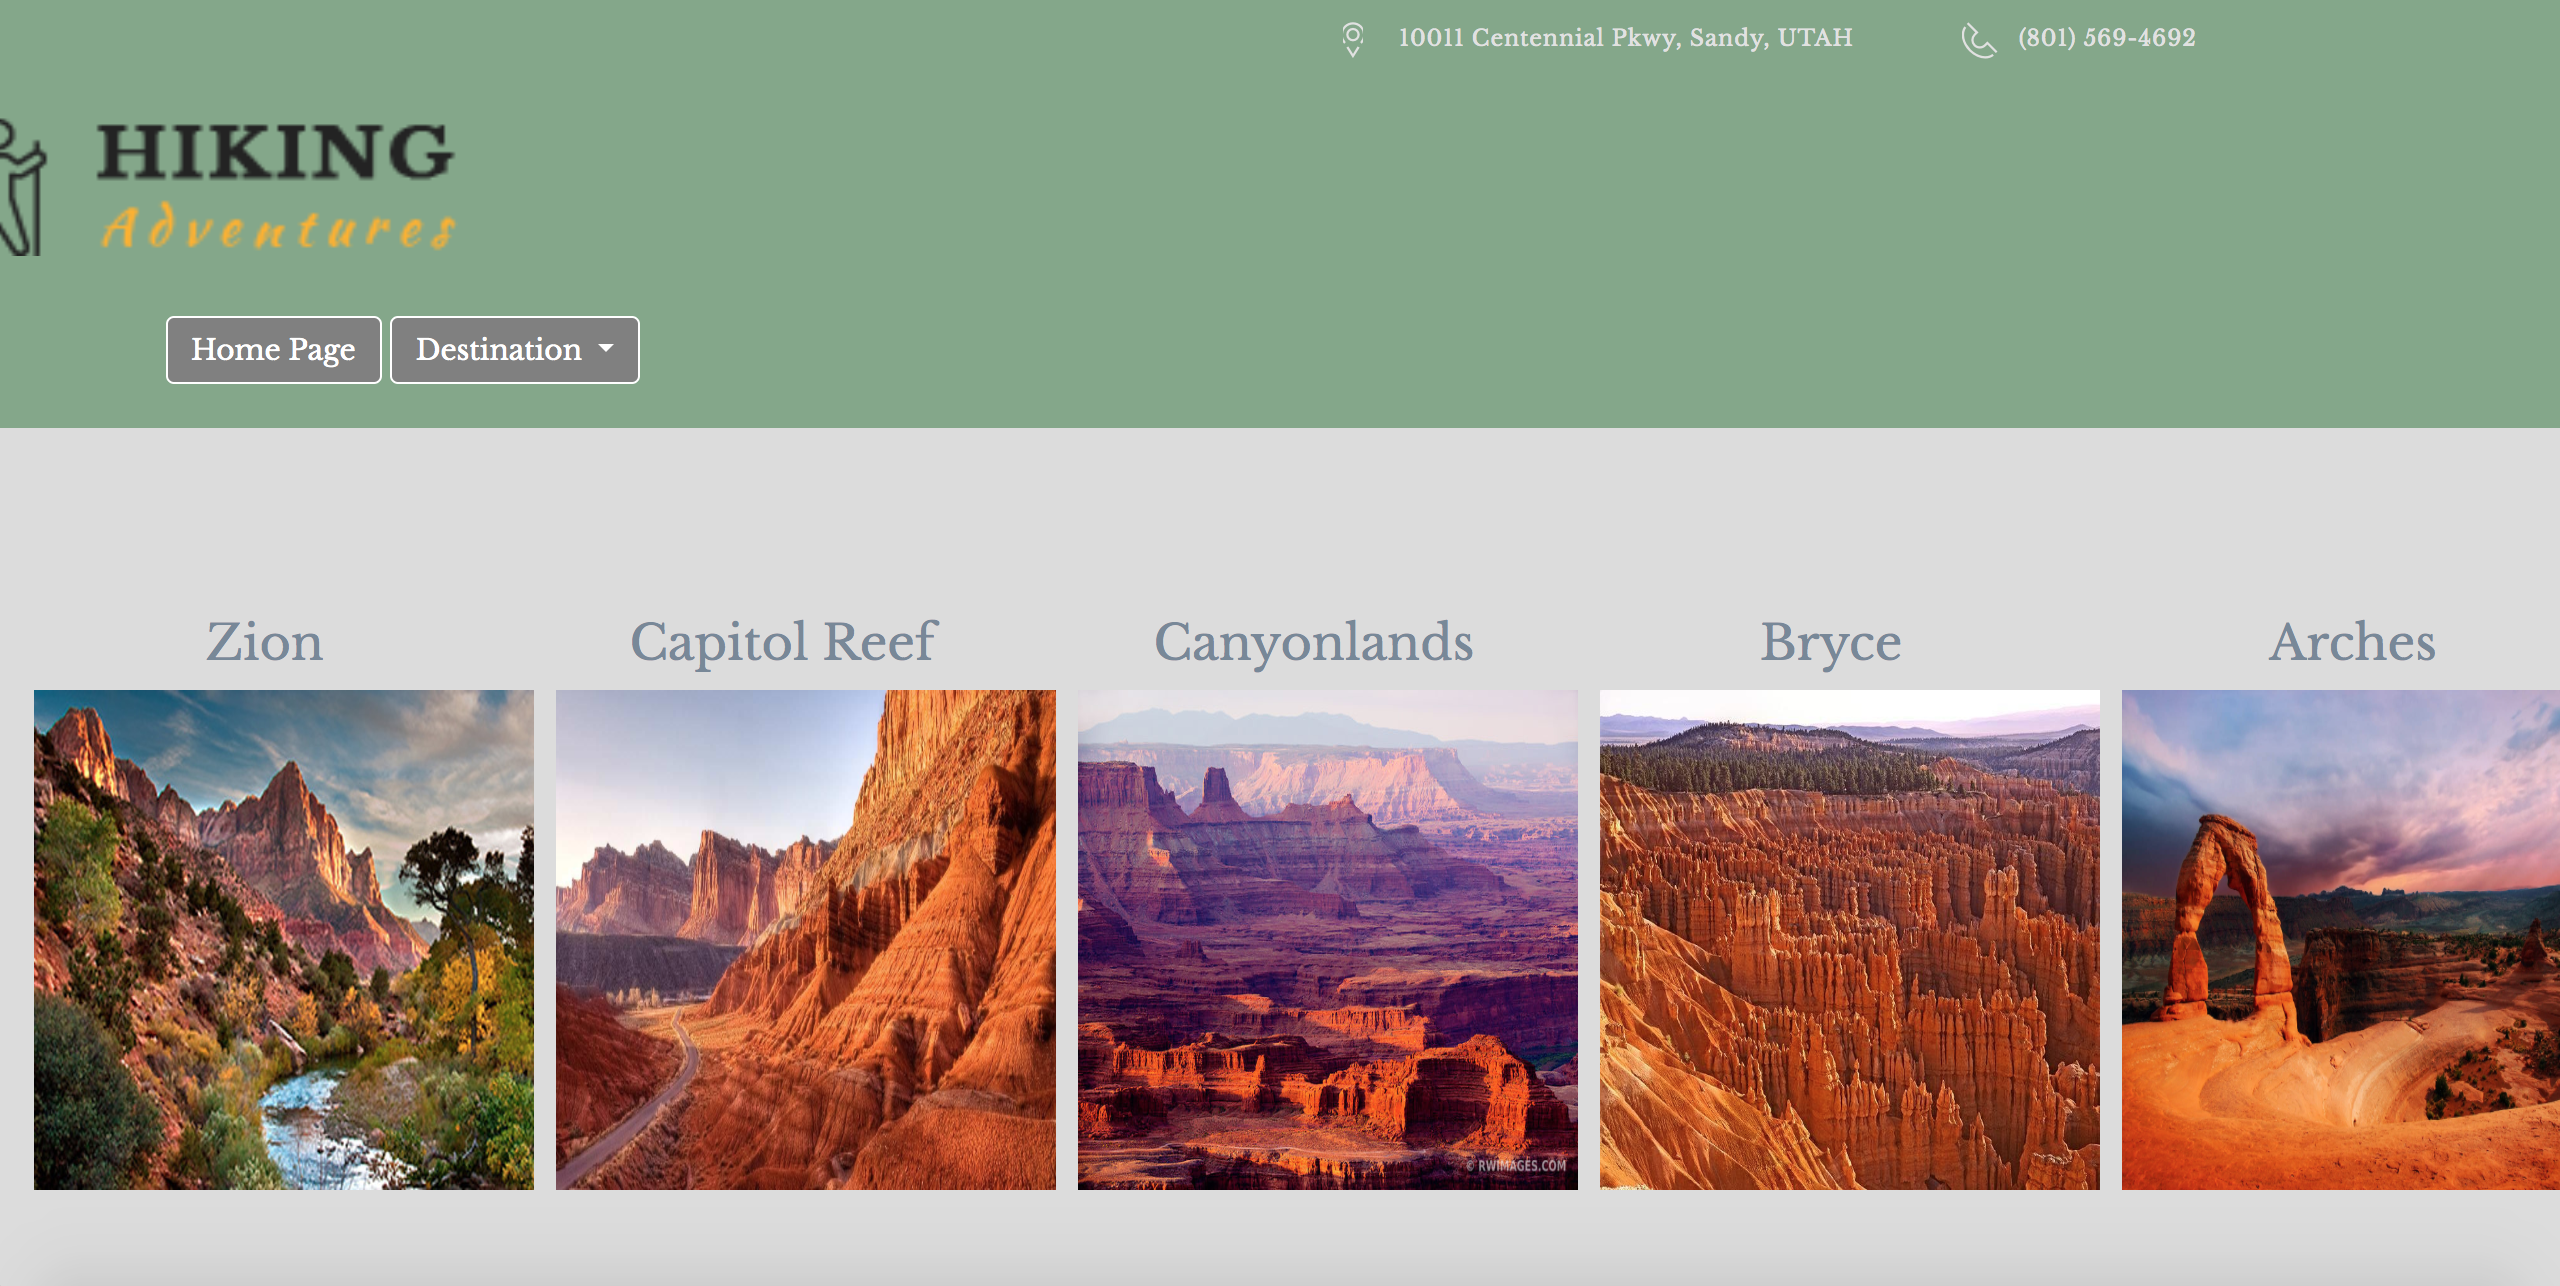 10011 Centennial Pkwy, Sandy, UTAH
(801) 569-4692
HIKING
Adventures
Home Page
Destination
Zion
Capitol Reef
Canyonlands
Bryce
Arches
© RWIMAGES.COM